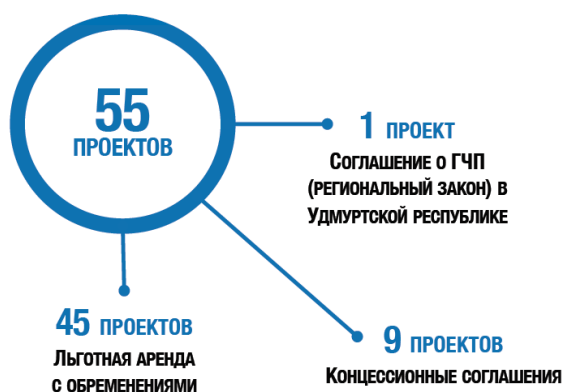 55
ПРОЕКТОВ
1 ПРОЕКТ
СОГЛАШЕНИЕ О ГЧП
(РЕГИОНАЛЬНЫЙ ЗАКОН) В
УДМУРТСКОЙ РЕСПУБЛИКЕ
45 ПРОЕКТОВ
ЛЬГОТНАЯ АРЕНДА
С ОБРЕМЕНЕНИЯМИ
9 ПРОЕКТОВ
КОНЦЕССИОННЫЕ СОГЛАШЕНИЯ